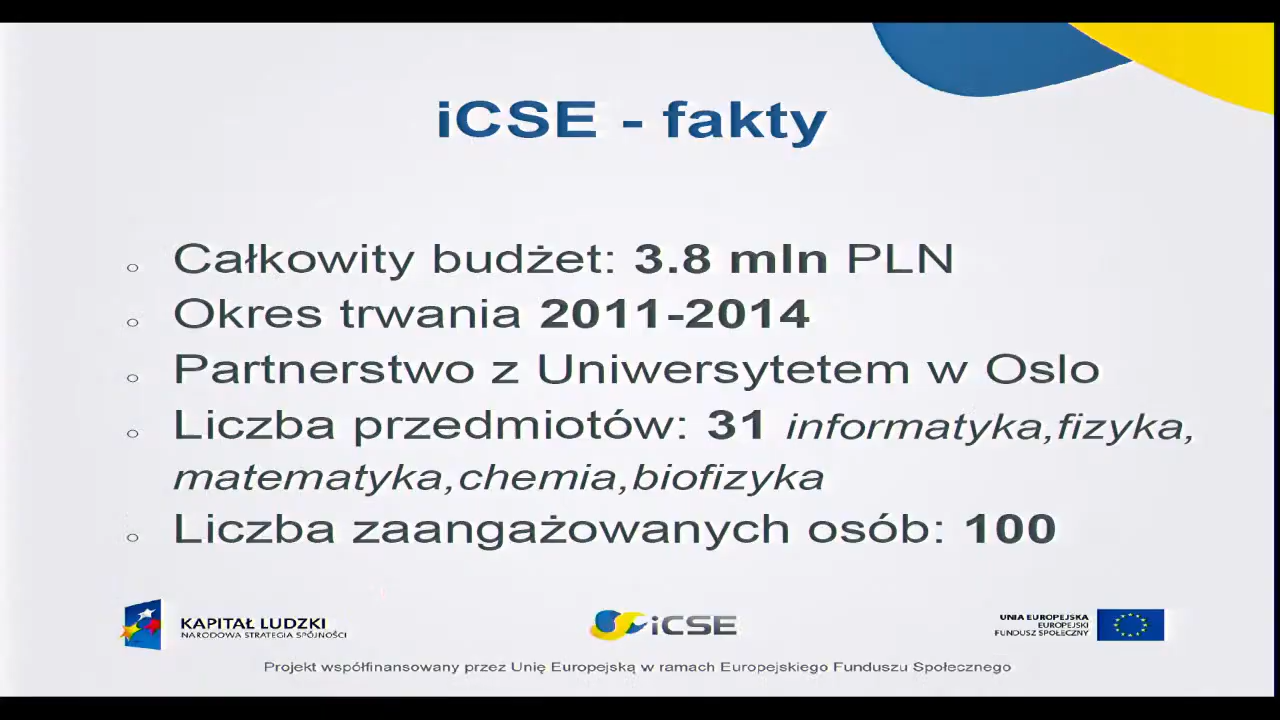 iCSE - fakty
Całkowity budżet: 3.8 mln PLN
Okres trwania 2011-2014
Partnerstwo z Uniwersytetem w Oslo
Liczba przedmiotów: 31 informatyka,fizyka,
matematyka,chemia,biofizyka
Liczba zaangażowanych osób: 100
KAPITAŁ LUDZKI
NARODOWA STRATEGIA SPÓJNOŚCI
iCSE
UNIA EUROPEJSKA
EUROPEJSKI
FUNDUSZ SPOŁECZNY
Projekt współfinansowany przez Unię Europejską w ramach Europejskiego Funduszu Społecznego